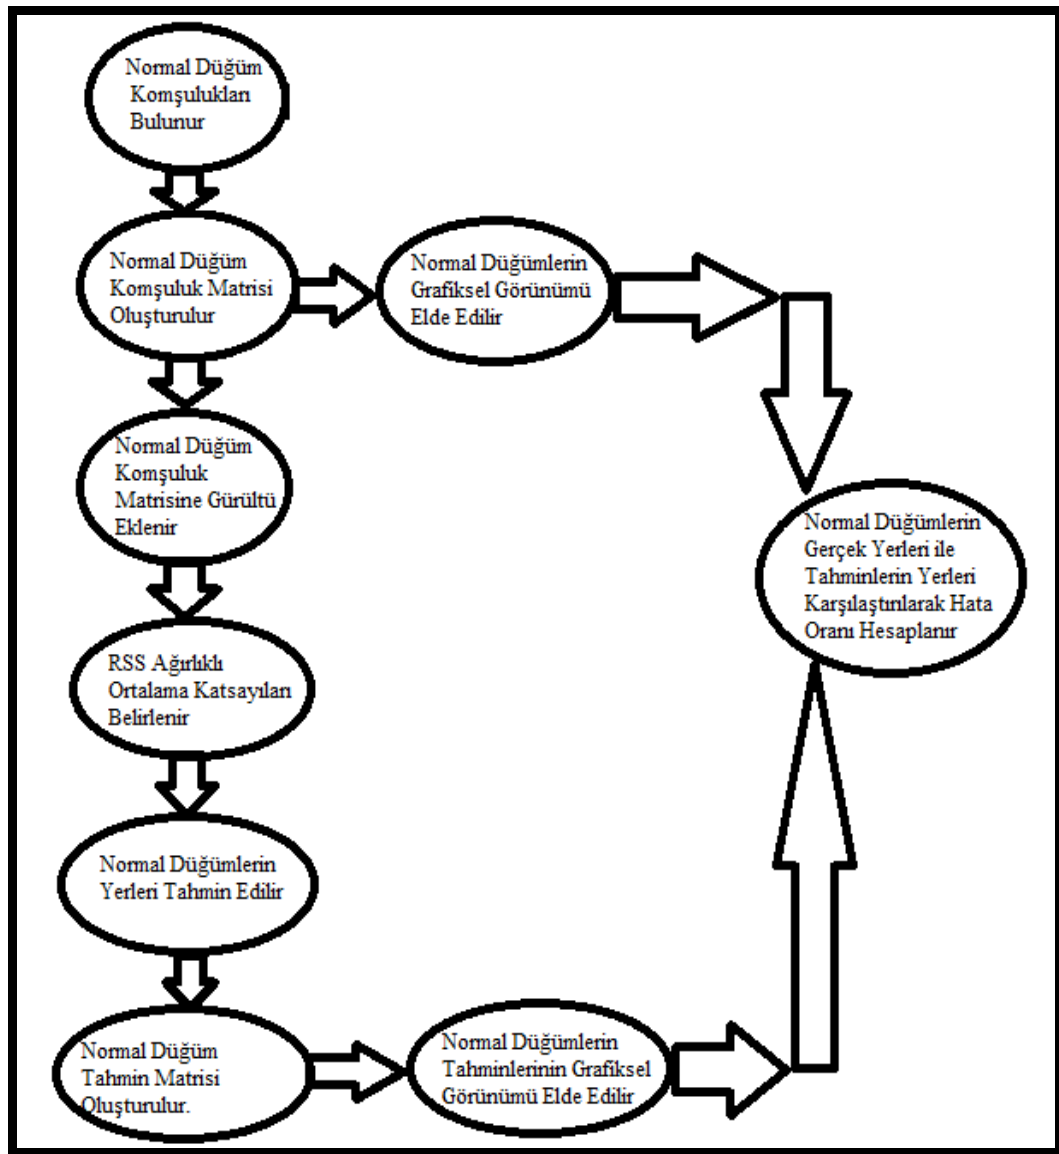 Normal Düğüm
Komşulukları
Bulunur
Normal Düğüm
Komşuluk Matrisi
Oluşturulur
Normal Düğümlerin
Grafiksel Görünümü
Elde Edilir
Normal Düğüm
Komşuluk
Matrisine Gürültü
Eklenir
Normal Düğümlerin
Gerçek Yerleri ile
Tahminlerin Yerleri
Karşılaştırılarak Hata
Oranı Hesaplanır
RSS Ağırlıklı
Ortalama Katsayıları
Belirlenir
Normal Düğümlerin
Yerleri Tahmin Edilir
Normal Düğüm
Tahmin Matrisi
Oluşturulur.
Normal Düğümlerin
Tahminlerinin Grafiksel
Görünümü Elde Edilir